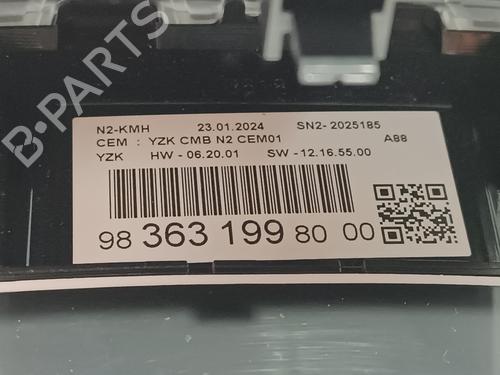 B-PARTS
N2-KMH 23.01.2024 SN2- 2025185
CEM : YZK CMB N2 CEM01 A88
YZK HW - 06.20.01 SW - 12.16.55.00
98 363 199 80 00